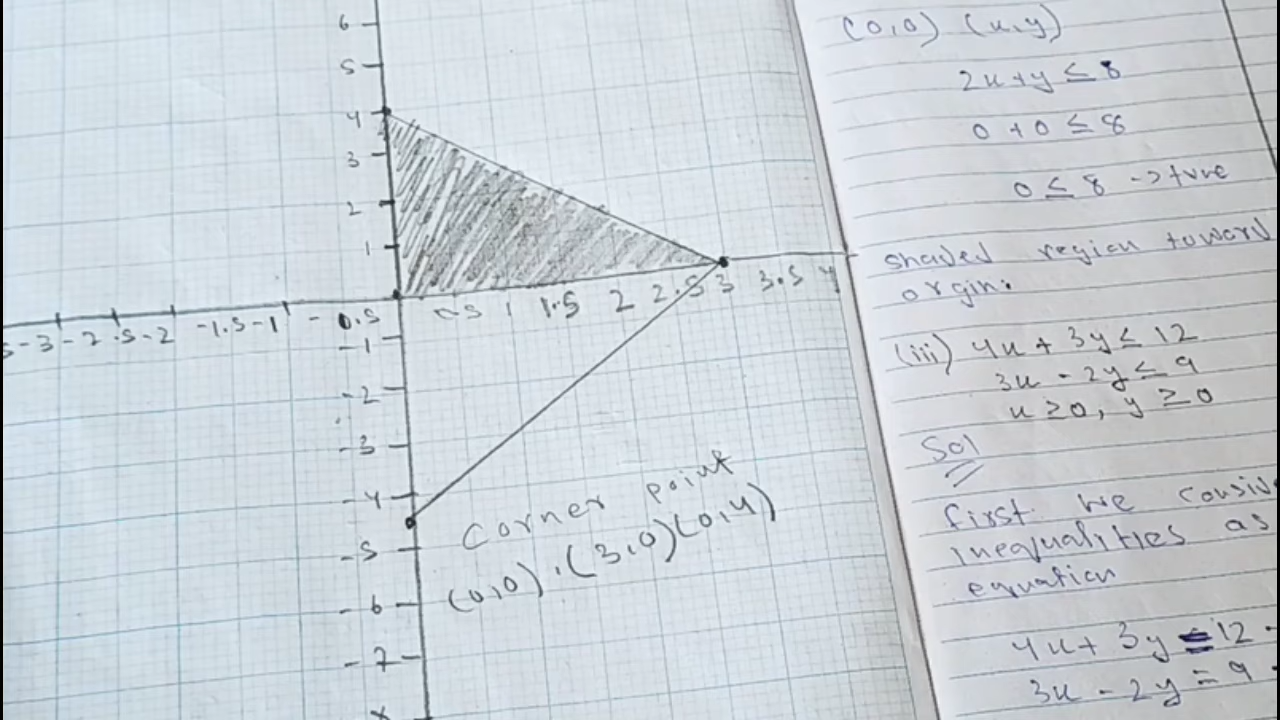 6
5
4
3
2
1
-3 -2.5 -2 -1.5 -1 -0.5 0.5 1 1.5 2 2.5 3 3.5 4
-1
-2
-3
-4
-5
-6
-7
Corner point
(0,0) , (3,0) (0,4)
(0,0) (x,y)
2x+y ≤ 8
0+0 ≤ 8
0 ≤ 8 -> ture
shaded region toward
orgin.
(iii) 4x + 3y ≤ 12
3x - 2y ≤ 9
x ≥ 0, y ≥ 0
Sol
first we
inequalities as
equation
4x + 3y = 12
3x - 2y = 9